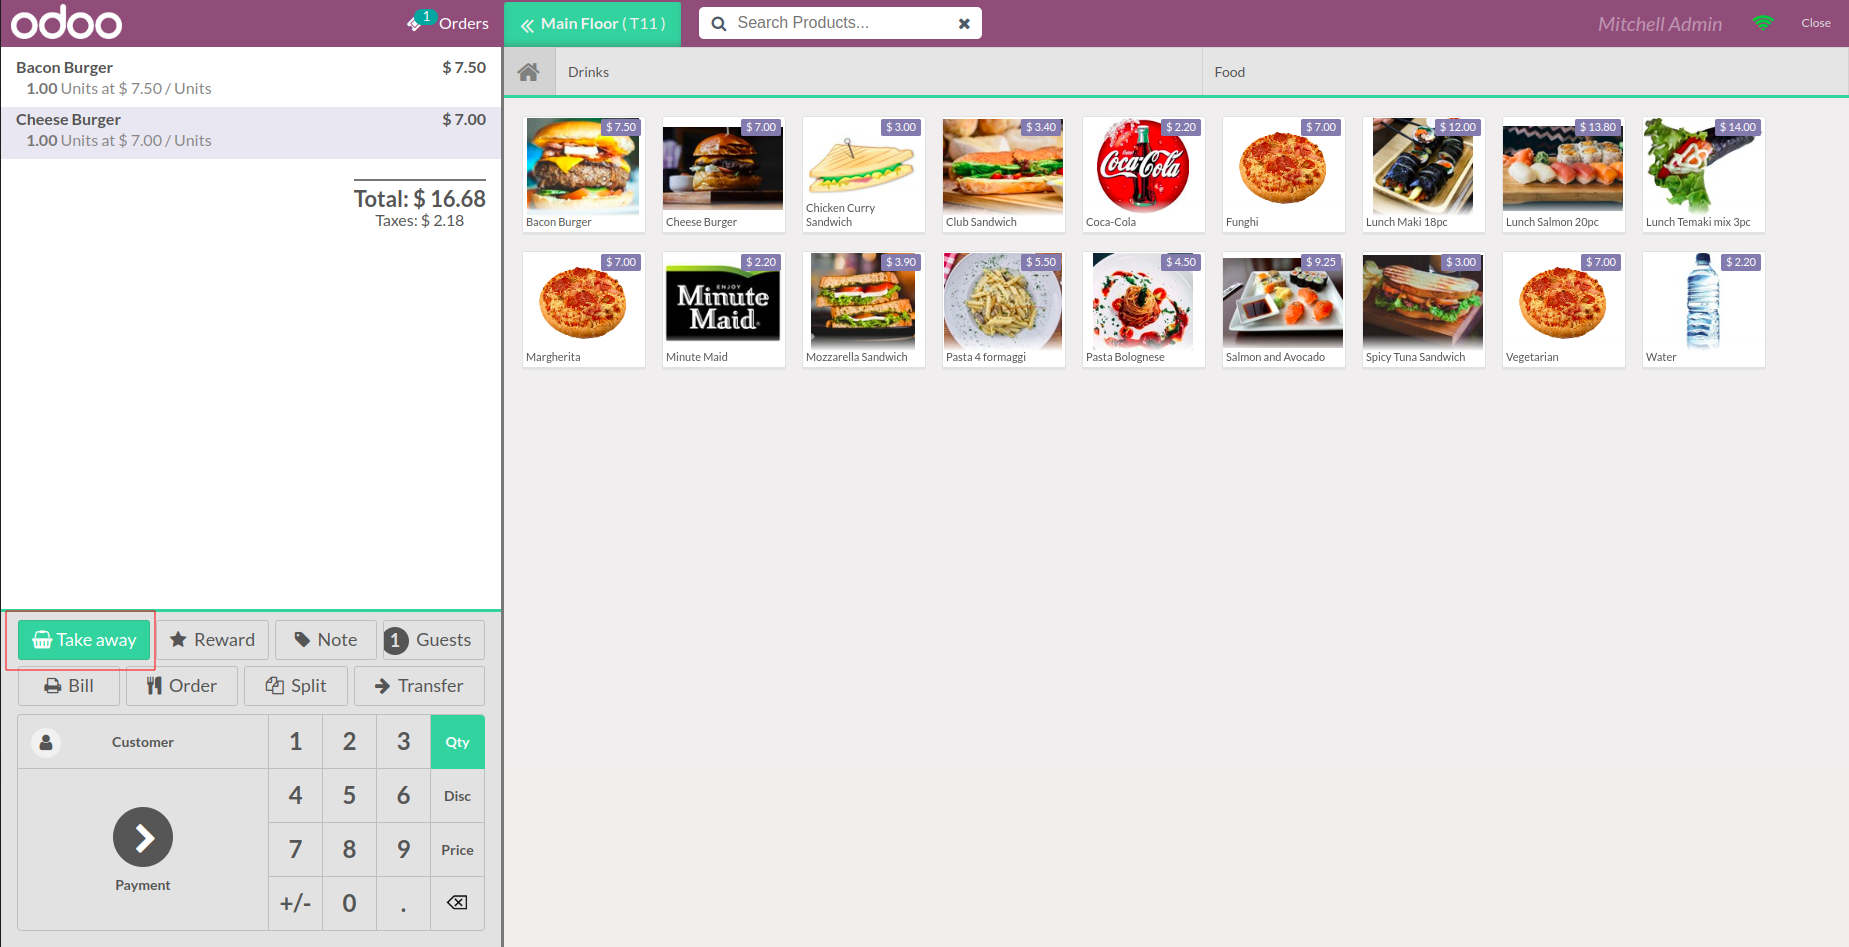 odoo
1 Orders
Main Floor ( T11 )
Search Products...
Mitchell Admin
Close
Bacon Burger $ 7.50
1.00 Units at $ 7.50 / Units
Cheese Burger $ 7.00
1.00 Units at $ 7.00 / Units
Total: $ 16.68
Taxes: $ 2.18
Take away
Reward
Note
1 Guests
Bill
Order
Split
Transfer
Customer
1 2 3 Qty
4 5 6 Disc
7 8 9 Price
+/- 0 .
Payment
Drinks
Food
$ 7.50
Bacon Burger
$ 7.00
Cheese Burger
$ 3.00
Chicken Curry
Sandwich
$ 3.40
Club Sandwich
$ 2.20
Coca-Cola
Coca-Cola
$ 7.00
Funghi
$ 12.00
Lunch Maki 18pc
$ 13.80
Lunch Salmon 20pc
$ 14.00
Lunch Temaki mix 3pc
$ 7.00
Margherita
$ 2.20
ENJOY
Minute
Maid
Minute Maid
$ 3.90
Mozzarella Sandwich
$ 5.50
Pasta 4 formaggi
$ 4.50
Pasta Bolognese
$ 9.25
Salmon and Avocado
$ 3.00
Spicy Tuna Sandwich
$ 7.00
Vegetarian
$ 2.20
Water